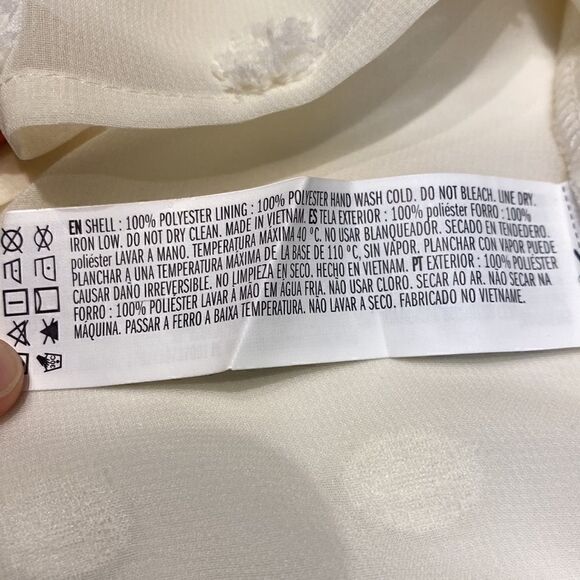 EN SHELL : 100% POLYESTER LINING : 100% POLYESTER HAND WASH COLD. DO NOT BLEACH. LINE DRY.
IRON LOW. DO NOT DRY CLEAN. MADE IN VIETNAM. ES TELA EXTERIOR : 100% poliéster FORRO : 100%
poliéster LAVAR A MANO. TEMPERATURA MÁXIMA 40 ºC. NO USAR BLANQUEADOR. SECADO EN TENDEDERO.
PLANCHAR A UNA TEMPERATURA MÁXIMA DE LA BASE DE 110 ºC, SIN VAPOR. PLANCHAR CON VAPOR PUEDE
CAUSAR DAÑO IRREVERSIBLE. NO LIMPIEZA EN SECO. HECHO EN VIETNAM. PT EXTERIOR : 100% POLIÉSTER
FORRO : 100% POLIÉSTER LAVAR À MÃO EM ÁGUA FRIA. NÃO USAR CLORO. SECAR AO AR. NÃO SECAR NA
MÁQUINA. PASSAR A FERRO A BAIXA TEMPERATURA. NÃO LAVAR A SECO. FABRICADO NO VIETNAME.